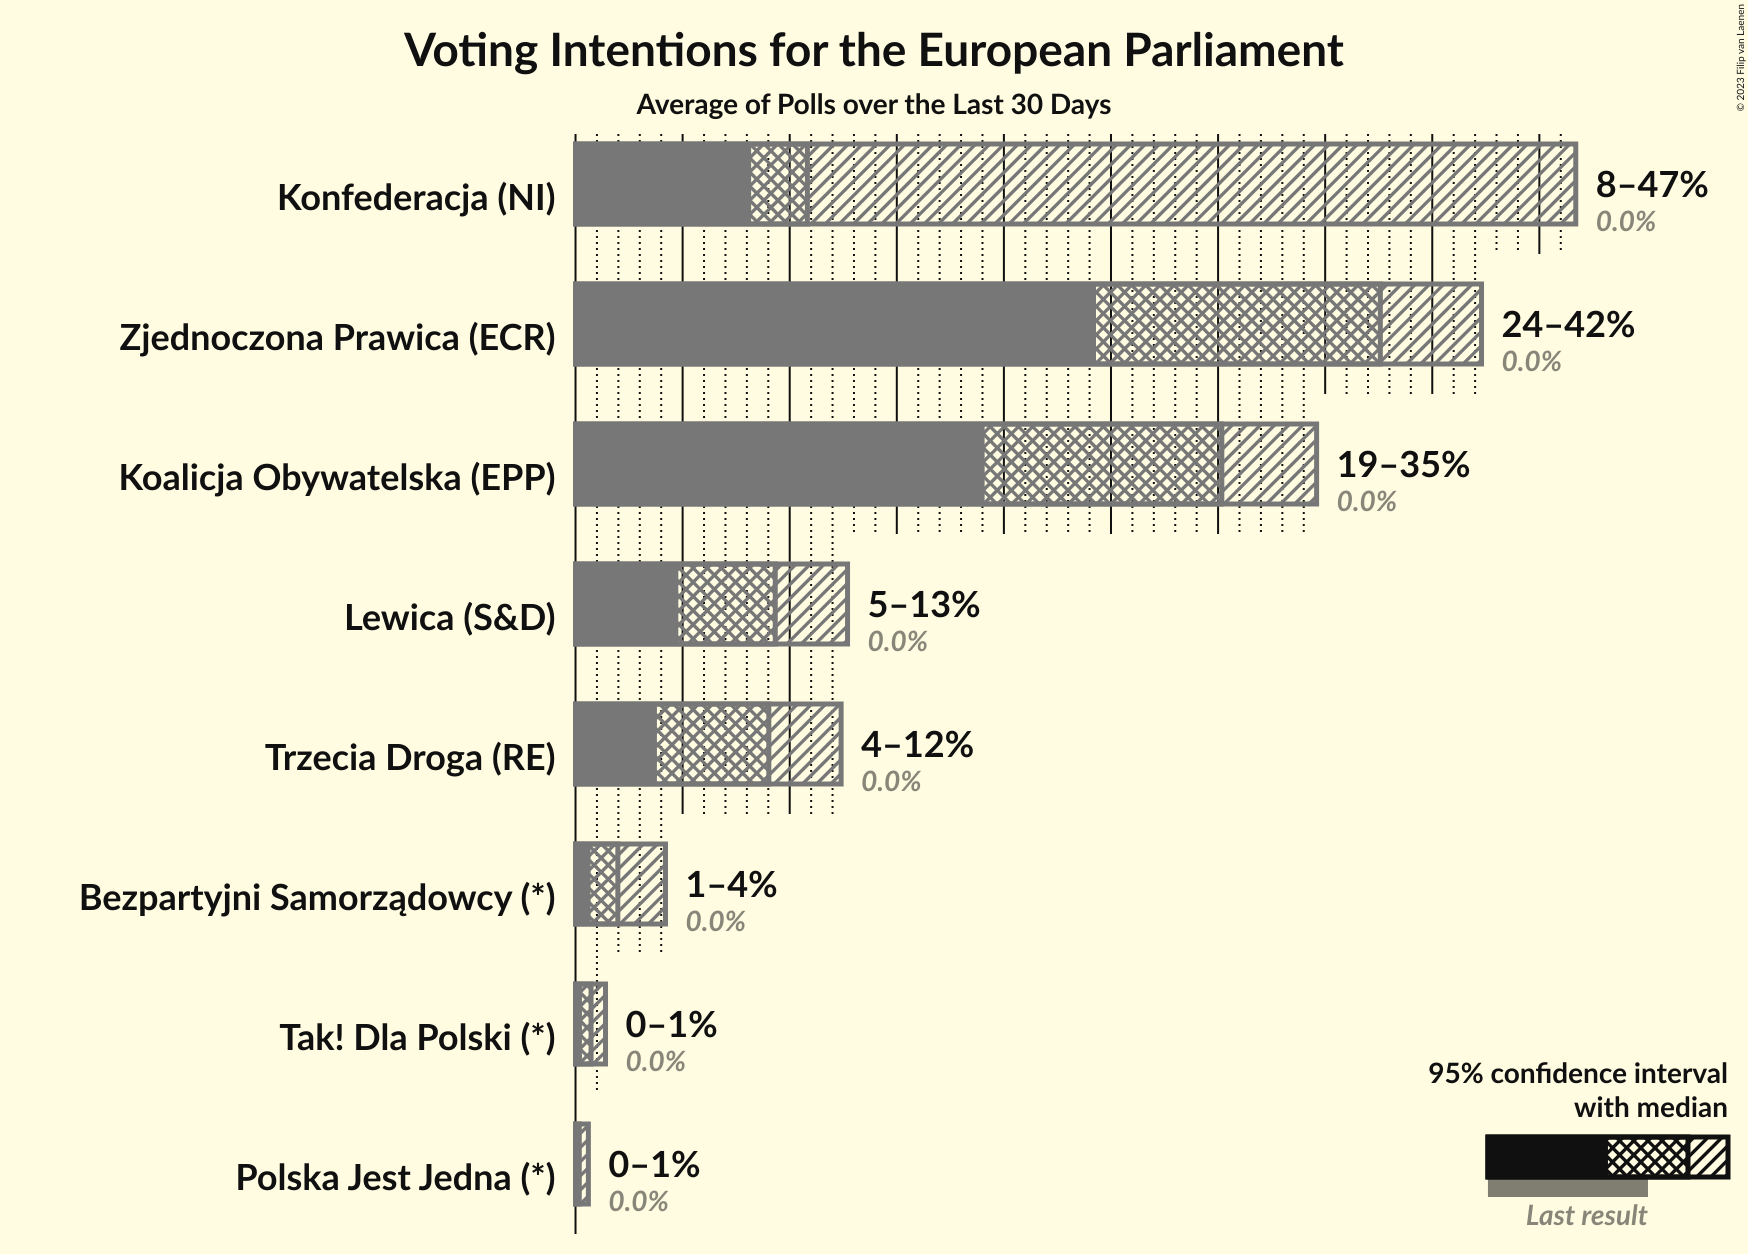 Voting Intentions for the European Parliament
Average of Polls over the Last 30 Days
© 2023 Filip van Laenen
Konfederacja (NI)
8–47%
0.0%
Zjednoczona Prawica (ECR)
24–42%
0.0%
Koalicja Obywatelska (EPP)
19–35%
0.0%
Lewica (S&D)
5–13%
0.0%
Trzecia Droga (RE)
4–12%
0.0%
Bezpartyjni Samorządowcy (*)
1–4%
0.0%
Tak! Dla Polski (*)
0–1%
0.0%
Polska Jest Jedna (*)
0–1%
0.0%
95% confidence interval
with median
Last result